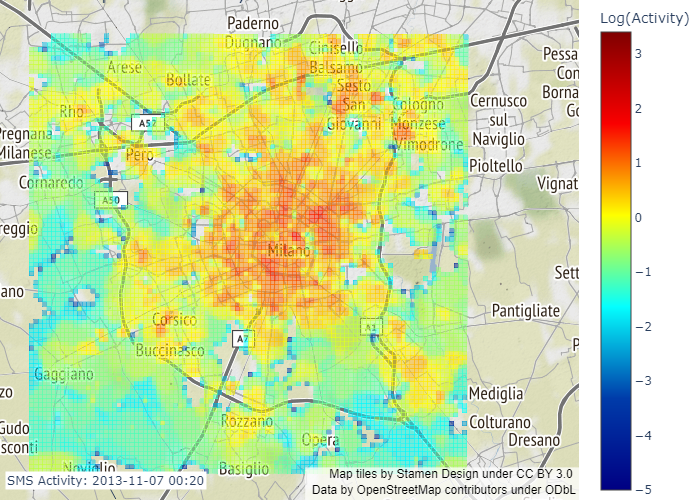 Log(Activity)
Paderno
Dugnano
Cinisello
Balsamo
Arese
Bollate
Sesto
San
Giovanni
Cologno
Monzese
Vimodrone
Pessa
Con
Borna
Go
Cernusco
sul
Naviglio
Rho
A52
Pregnana
Milanese
Pero
Pioltello
Cornaredo
A50
Vignat
reggio
Milano
Sett
ano
Pantigliate
Corsico
A1
A7
Buccinasco
P
Gaggiano
zo
Mediglia
Rozzano
Colturano
Gudo
sconti
Opera
Dresano
Noviglio
Basiglio
SMS Activity: 2013-11-07 00:20
Map tiles by Stamen Design under CC BY 3.0
Data by OpenStreetMap contributors under ODbL
3
2
1
0
−1
−2
−3
−4
−5